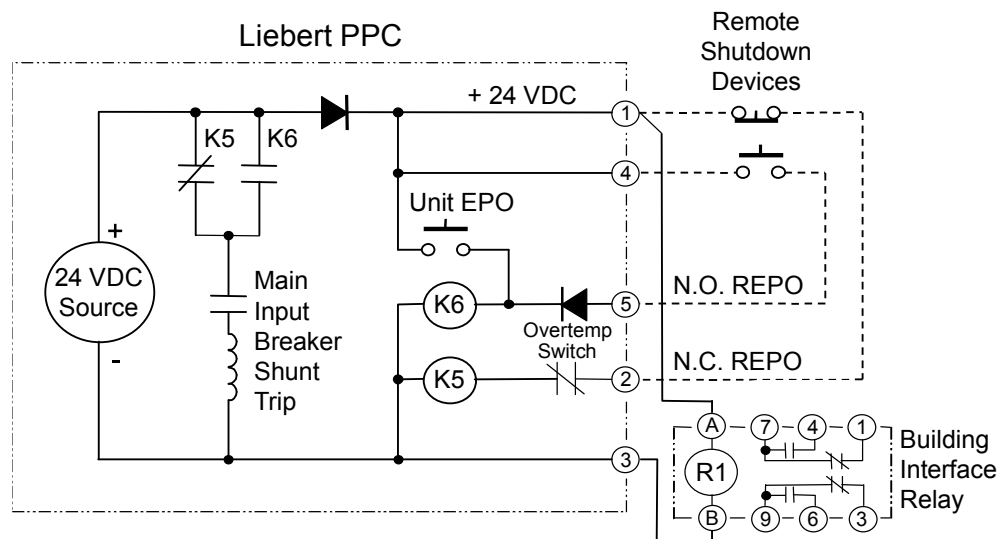 Liebert PPC
Remote
Shutdown
Devices
+ 24 VDC
1
K5
K6
4
Unit EPO
+
24 VDC
Source
-
Main
Input
Breaker
Shunt
Trip
K6
5
N.O. REPO
Overtemp
Switch
K5
2
N.C. REPO
3
A
7
4
1
R1
B
9
6
3
Building
Interface
Relay